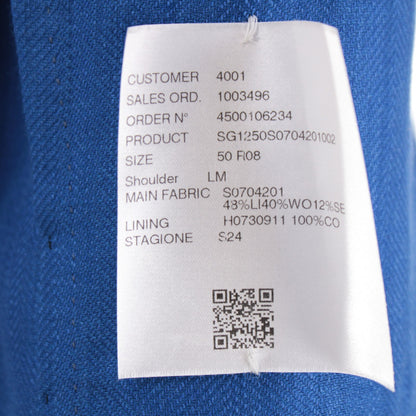 CUSTOMER 4001
SALES ORD. 1003496
ORDER N° 4500106234
PRODUCT SG1250S0704201002
SIZE 50 R08
Shoulder LM
MAIN FABRIC S0704201
48%LI40%WO12%SE
LINING H0730911 100%CO
STAGIONE S24